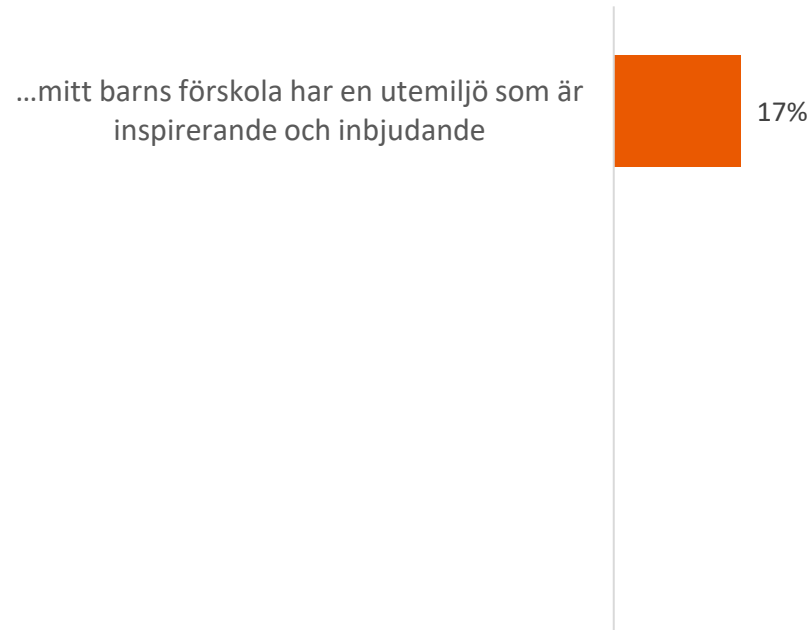 …mitt barns förskola har en utemiljö som är
inspirerande och inbjudande
17%